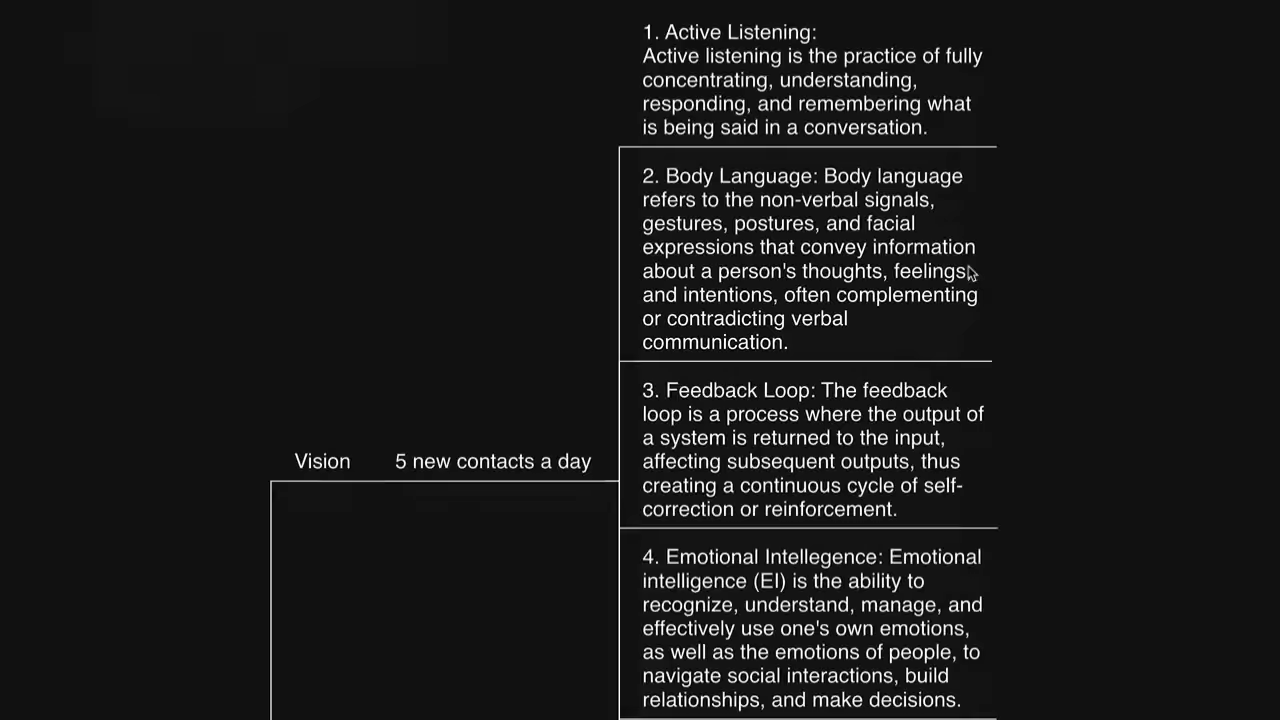 1. Active Listening:
Active listening is the practice of fully
concentrating, understanding,
responding, and remembering what
is being said in a conversation.
2. Body Language: Body language
refers to the non-verbal signals,
gestures, postures, and facial
expressions that convey information
about a person's thoughts, feelings,
and intentions, often complementing
or contradicting verbal
communication.
3. Feedback Loop: The feedback
loop is a process where the output of
a system is returned to the input,
affecting subsequent outputs, thus
creating a continuous cycle of self-
correction or reinforcement.
Vision 5 new contacts a day
4. Emotional Intellegence: Emotional
intelligence (EI) is the ability to
recognize, understand, manage, and
effectively use one's own emotions,
as well as the emotions of people, to
navigate social interactions, build
relationships, and make decisions.